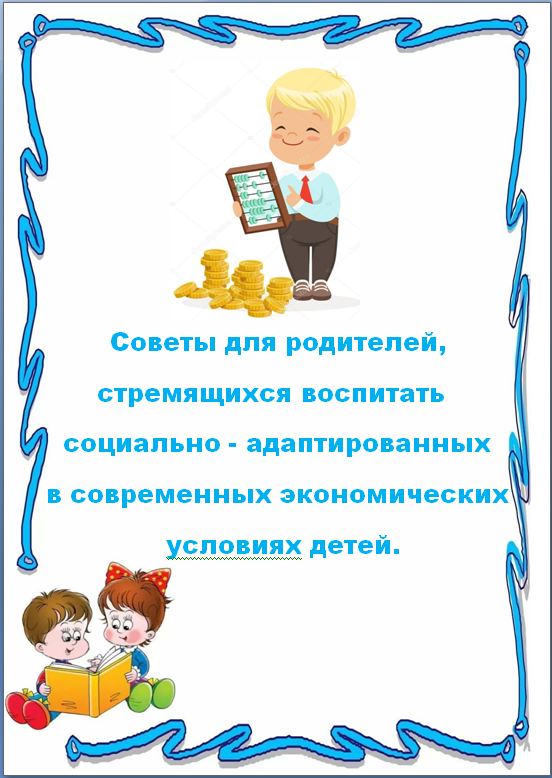 Советы для родителей,
стремящихся воспитать
социально - адаптированных
в современных экономических
условиях детей.